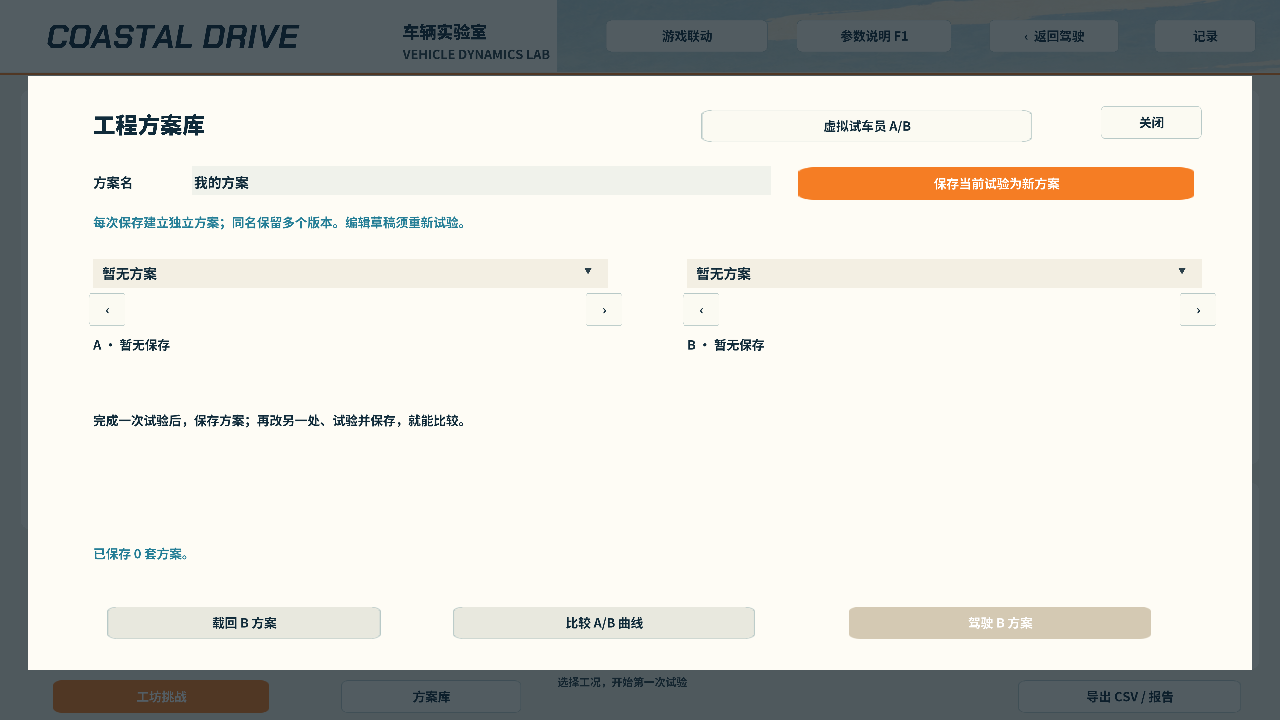 COASTAL DRIVE
车辆实验室
VEHICLE DYNAMICS LAB
游戏联动
参数说明 F1
‹ 返回驾驶
记录
工程方案库
虚拟试车员 A/B
关闭
方案名
我的方案
保存当前试验为新方案
每次保存建立独立方案；同名保留多个版本。编辑草稿须重新试验。
暂无方案
暂无方案
‹
›
‹
›
A · 暂无保存
B · 暂无保存
完成一次试验后，保存方案；再改另一处、试验并保存，就能比较。
已保存 0 套方案。
载回 B 方案
比较 A/B 曲线
驾驶 B 方案
工坊挑战
方案库
选择工况，开始第一次试验
导出 CSV / 报告